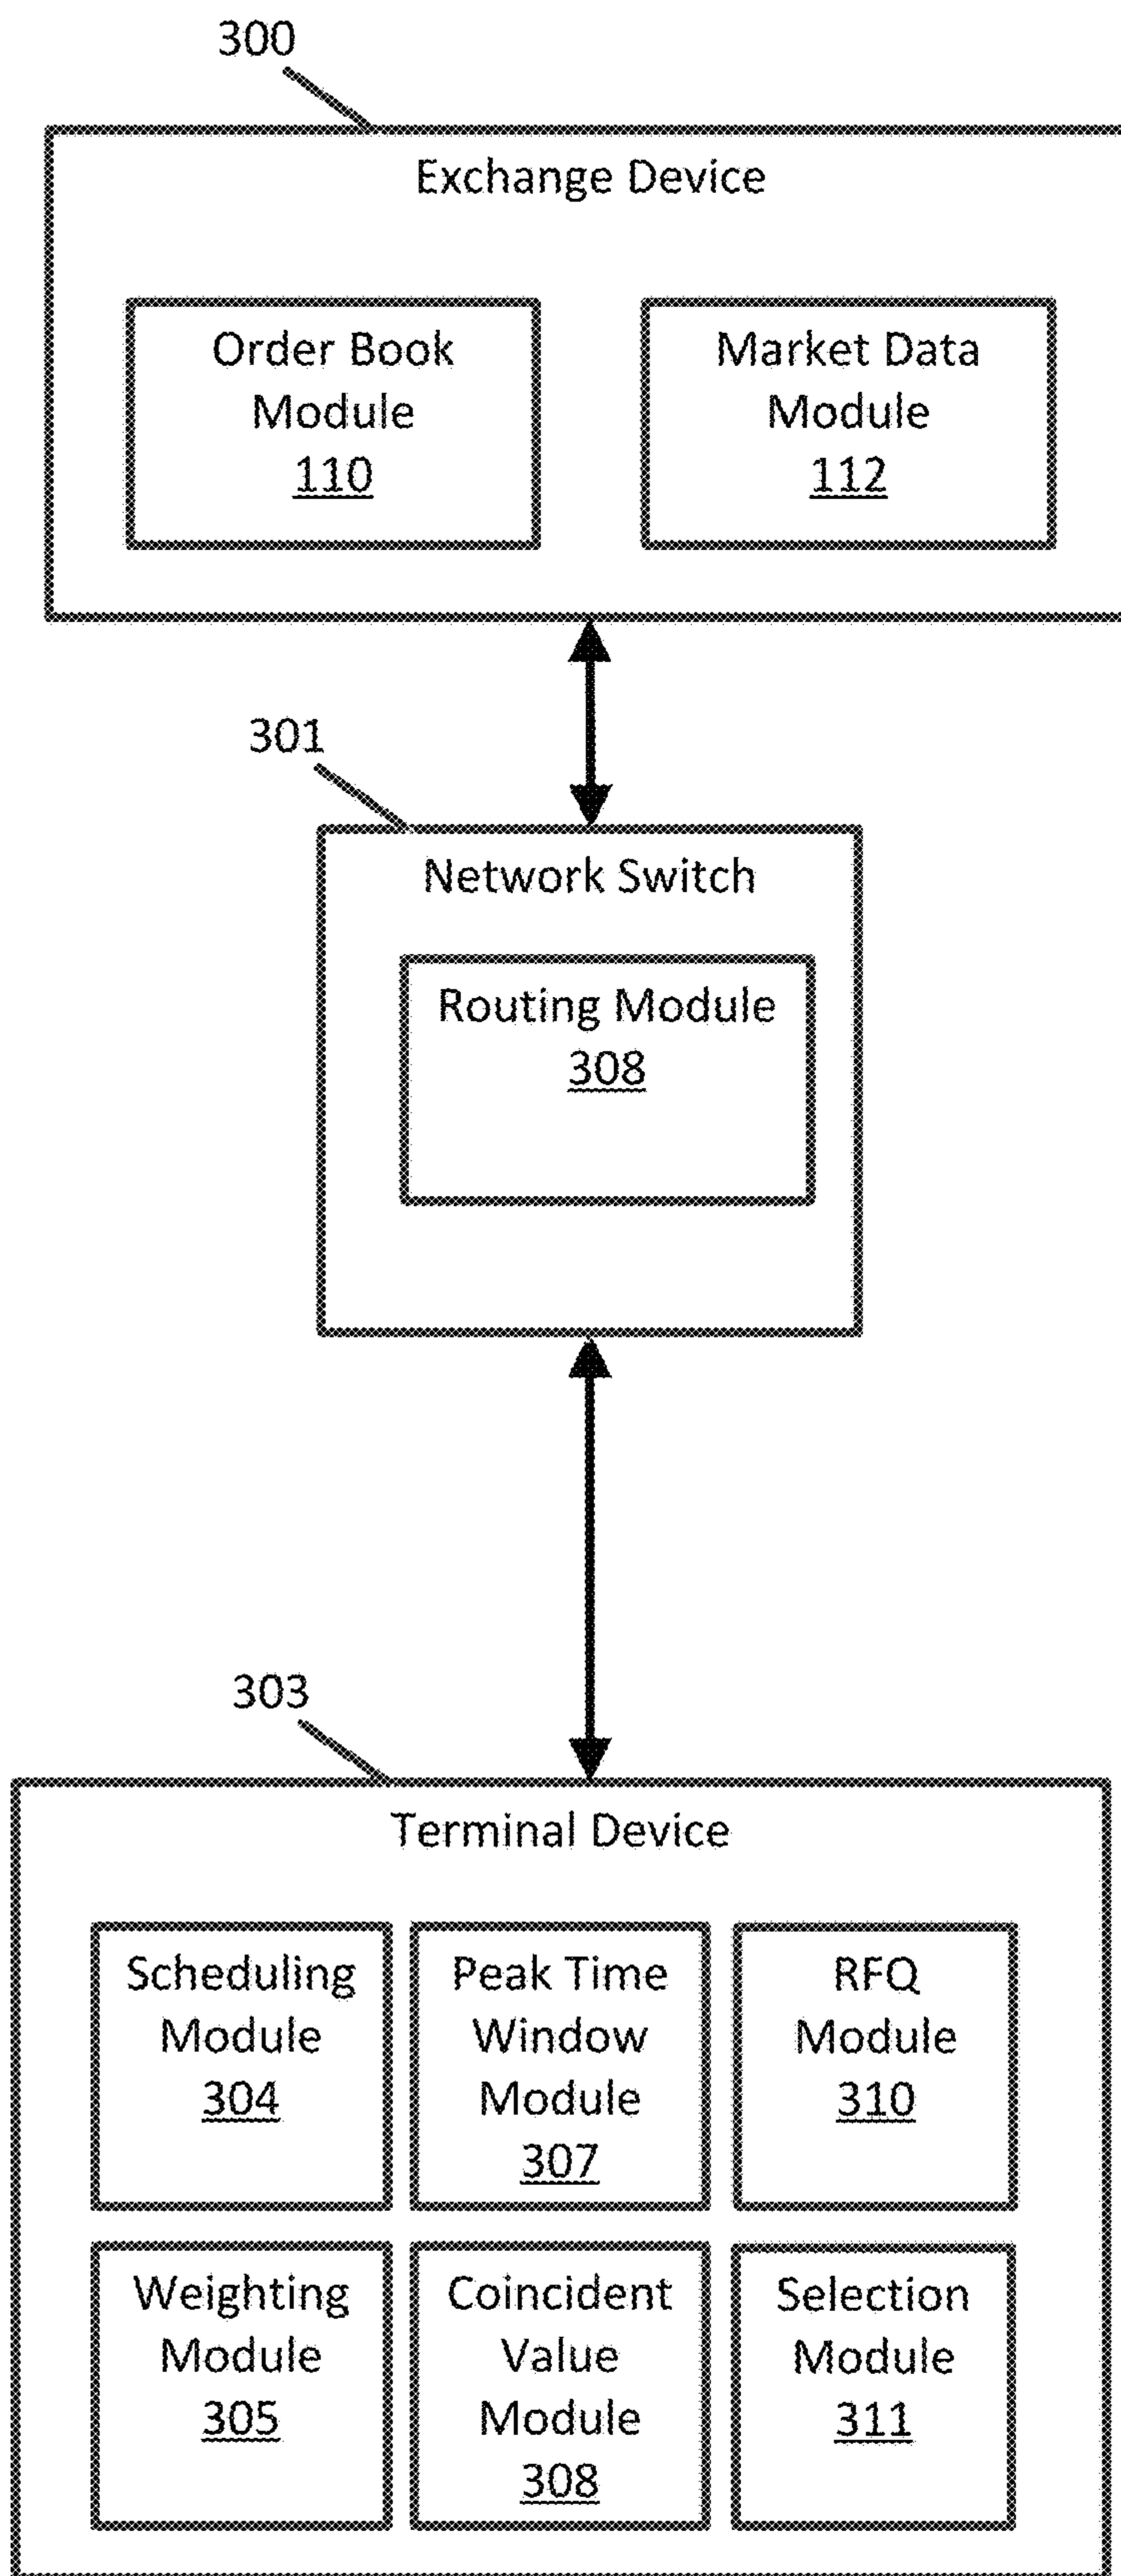 300
Exchange Device
Order Book
Module
110
Market Data
Module
112
301
Network Switch
Routing Module
308
303
Terminal Device
Scheduling
Module
304
Peak Time
Window
Module
307
RFQ
Module
310
Weighting
Module
305
Coincident
Value
Module
308
Selection
Module
311